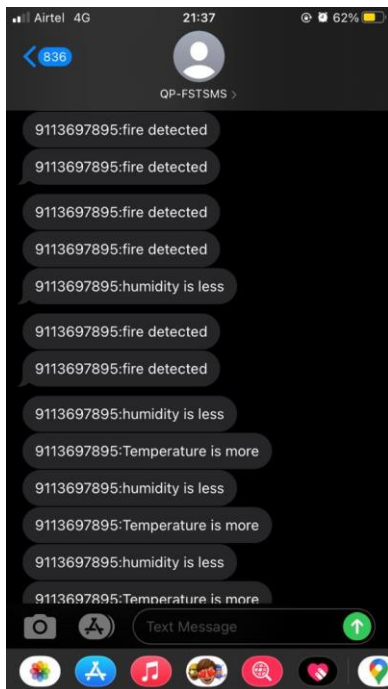 Airtel 4G 21:37 62%
836
QP-FSTSMS >
9113697895:fire detected
9113697895:fire detected
9113697895:fire detected
9113697895:fire detected
9113697895:humidity is less
9113697895:fire detected
9113697895:fire detected
9113697895:humidity is less
9113697895:Temperature is more
9113697895:humidity is less
9113697895:Temperature is more
9113697895:humidity is less
9113697895:Temperature is more
Text Message